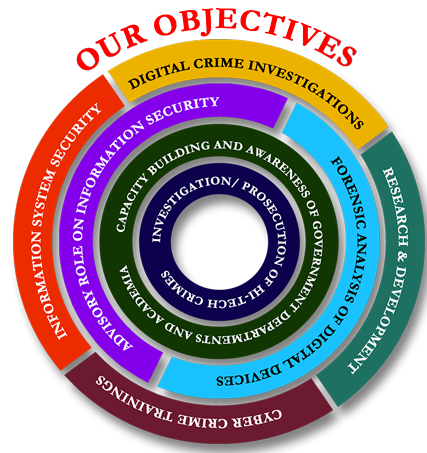 OUR OBJECTIVES
DIGITAL CRIME INVESTIGATIONS
RESEARCH & DEVELOPMENT
CYBER CRIME TRAININGS
INFORMATION SYSTEM SECURITY
ADVISORY ROLE ON INFORMATION SECURITY
FORENSIC ANALYSIS OF DIGITAL DEVICES
CAPACITY BUILDING AND AWARENESS OF GOVERNMENT DEPARTMENTS AND ACADEMIA
INVESTIGATION/ PROSECUTION OF HI-TECH CRIMES